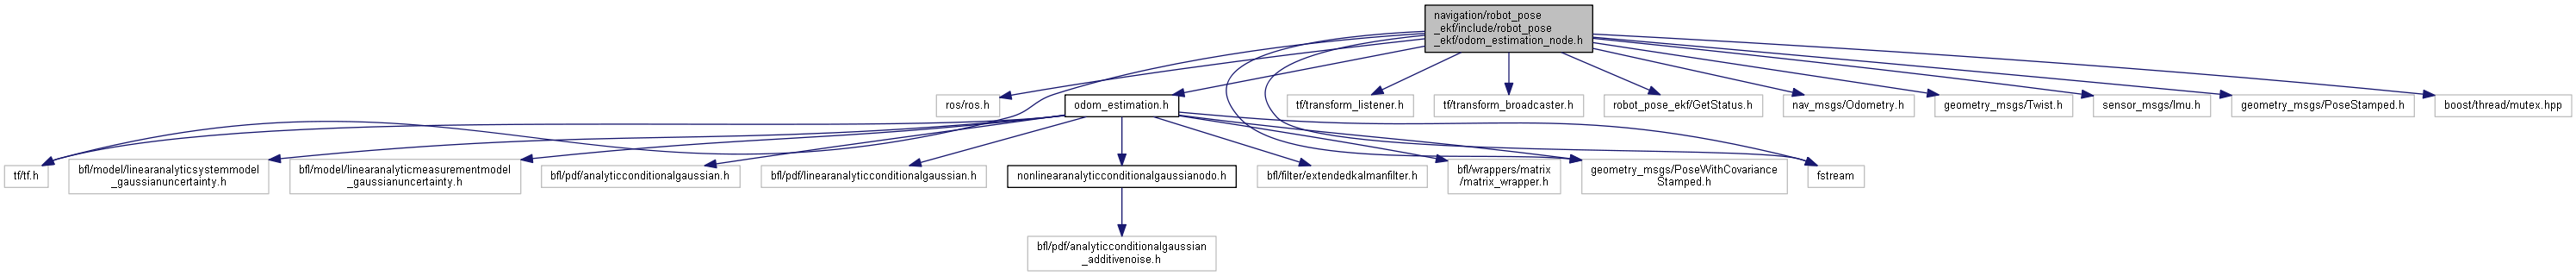 navigation/robot_pose
_ekf/include/robot_pose
_ekf/odom_estimation_node.h
ros/ros.h
odom_estimation.h
tf/transform_listener.h
tf/transform_broadcaster.h
robot_pose_ekf/GetStatus.h
nav_msgs/Odometry.h
geometry_msgs/Twist.h
sensor_msgs/Imu.h
geometry_msgs/PoseStamped.h
boost/thread/mutex.hpp
tf/tf.h
bfl/model/linearanalyticsystemmodel
_gaussianuncertainty.h
bfl/model/linearanalyticmeasurementmodel
_gaussianuncertainty.h
bfl/pdf/analyticconditionalgaussian.h
bfl/pdf/linearanalyticconditionalgaussian.h
nonlinearanalyticconditionalgaussianodo.h
bfl/filter/extendedkalmanfilter.h
bfl/wrappers/matrix
/matrix_wrapper.h
geometry_msgs/PoseWithCovariance
Stamped.h
fstream
bfl/pdf/analyticconditionalgaussian
_additivenoise.h